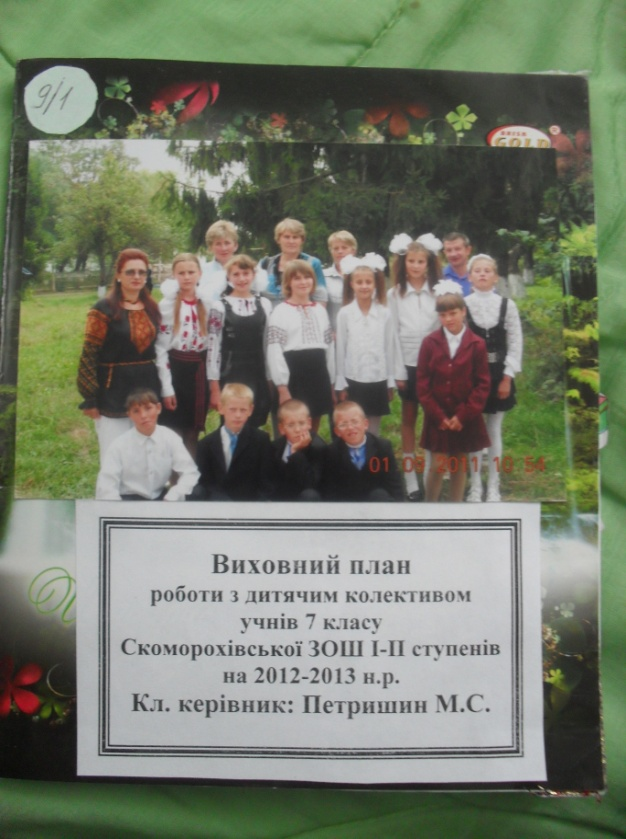 9/1
GOLD
01 09 2011 10:54
Виховний план
роботи з дитячим колективом
учнів 7 класу
Скоморохівської ЗОШ І-ІІ ступенів
на 2012-2013 н.р.
Кл. керівник: Петришин М.С.